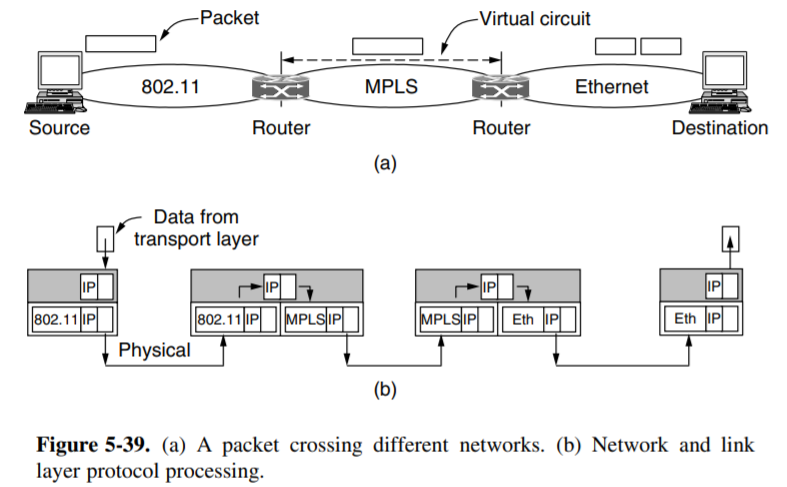 Packet
Virtual circuit
802.11
MPLS
Ethernet
Source
Router
Router
Destination
(a)
Data from
transport layer
IP
IP
IP
IP
802.11 IP
802.11 IP
MPLS IP
MPLS IP
Eth IP
Eth IP
Physical
(b)
Figure 5-39. (a) A packet crossing different networks. (b) Network and link
layer protocol processing.